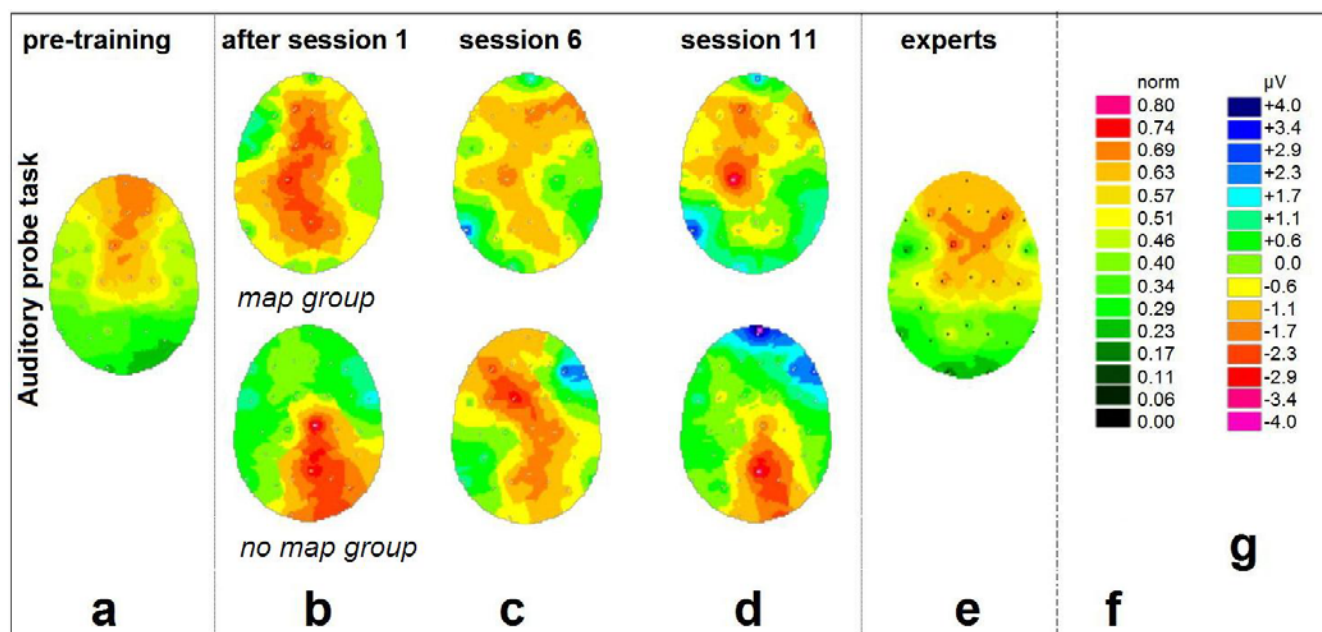 pre-training
after session 1
session 6
session 11
experts
Auditory probe task
map group
no map group
norm
0.80
0.74
0.69
0.63
0.57
0.51
0.46
0.40
0.34
0.29
0.23
0.17
0.11
0.06
0.00
µV
+4.0
+3.4
+2.9
+2.3
+1.7
+1.1
+0.6
0.0
-0.6
-1.1
-1.7
-2.3
-2.9
-3.4
-4.0
a
b
c
d
e
f
g